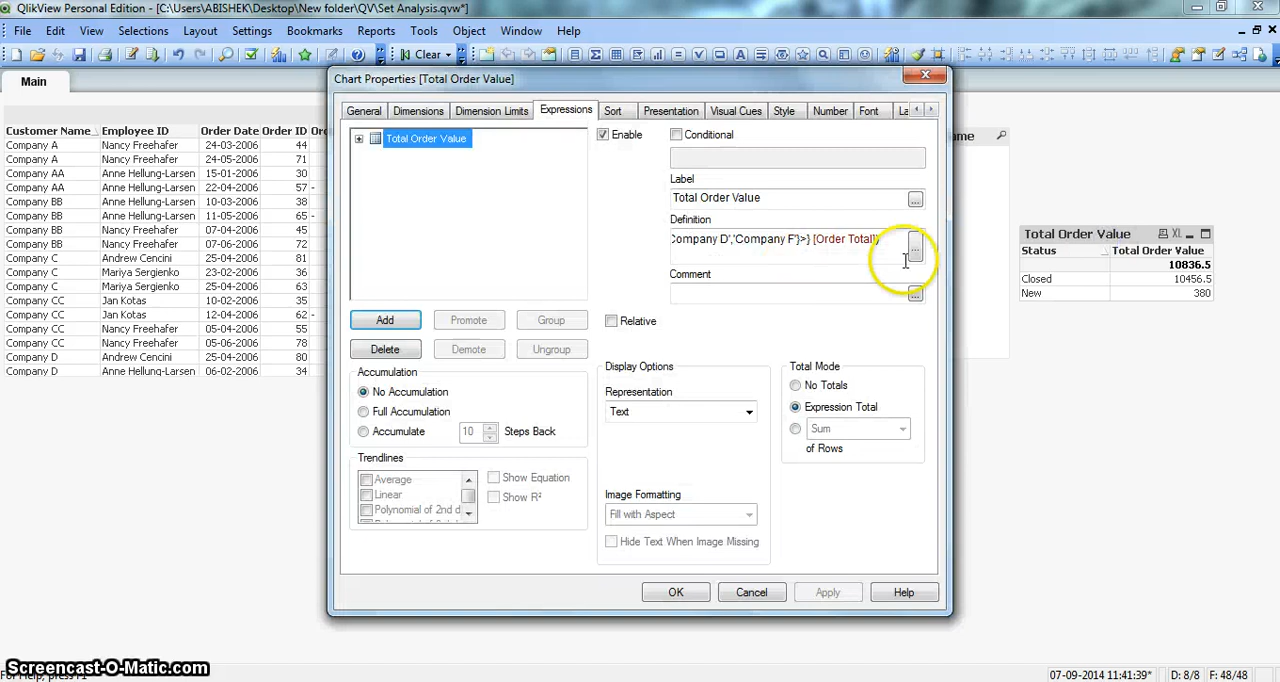 QlikView Personal Edition - [C:\Users\ABISHEK\Desktop\New folder\QV\Set Analysis.qvw*]
File Edit View Selections Layout Settings Bookmarks Reports Tools Object Window Help
Clear
Main
Chart Properties [Total Order Value]
General Dimensions Dimension Limits Expressions Sort Presentation Visual Cues Style Number Font
Customer Name Employee ID Order Date Order ID
Company A Nancy Freehafer 24-03-2006 44
Company A Nancy Freehafer 24-05-2006 71
Company AA Anne Hellung-Larsen 15-01-2006 30
Company AA Anne Hellung-Larsen 22-04-2006 57 -
Company BB Anne Hellung-Larsen 10-03-2006 38
Company BB Anne Hellung-Larsen 11-05-2006 65 -
Company BB Nancy Freehafer 07-04-2006 44
Company BB Nancy Freehafer 07-04-2006 72
Company C Andrew Cencini 23-04-2006 58
Company C Mariya Sergienko 23-02-2006 36
Company C Mariya Sergienko 25-04-2006 63
Company CC Jan Kotas 22-01-2006 31
Company CC Jan Kotas 22-04-2006 62 -
Company CC Nancy Freehafer 05-04-2006 55
Company CC Nancy Freehafer 05-06-2006 78
Company D Andrew Cencini 25-04-2006 80
Company D Anne Hellung-Larsen 06-02-2006 34
Total Order Value
Enable
Conditional
Label
Total Order Value
...
Definition
Company D','Company F'}>} [Order Total])
...
Comment
...
Add Promote Group
Delete Demote Ungroup
Relative
Accumulation
No Accumulation
Full Accumulation
Accumulate 10 Steps Back
Trendlines
Average
Linear
Polynomial of 2nd d
Show Equation
Show R²
Display Options
Representation
Text
Image Formatting
Fill with Aspect
Hide Text When Image Missing
Total Mode
No Totals
Expression Total
Sum
of Rows
OK Cancel Apply Help
Total Order Value XL
Status Total Order Value
10836.5
Closed 10456.5
New 380
Screencast-O-Matic.com
07-09-2014 11:41:39* D: 8/8 F: 48/48